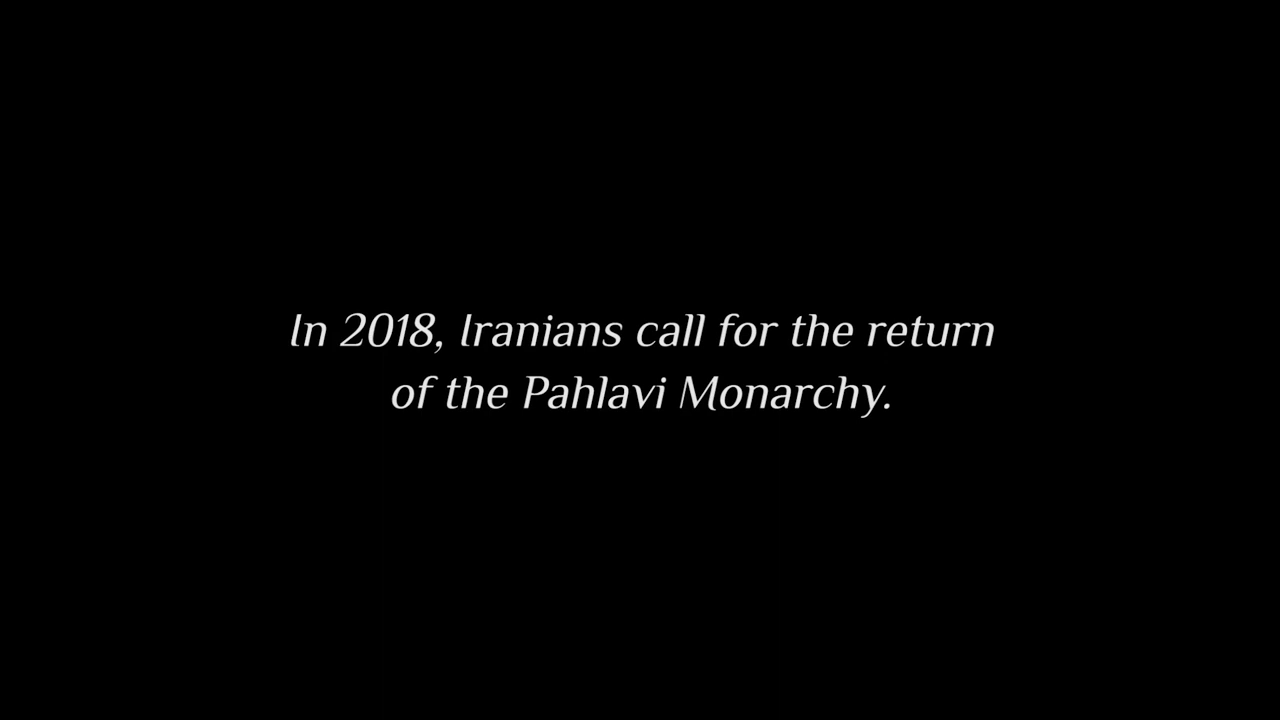 In 2018, Iranians call for the return
of the Pahlavi Monarchy.